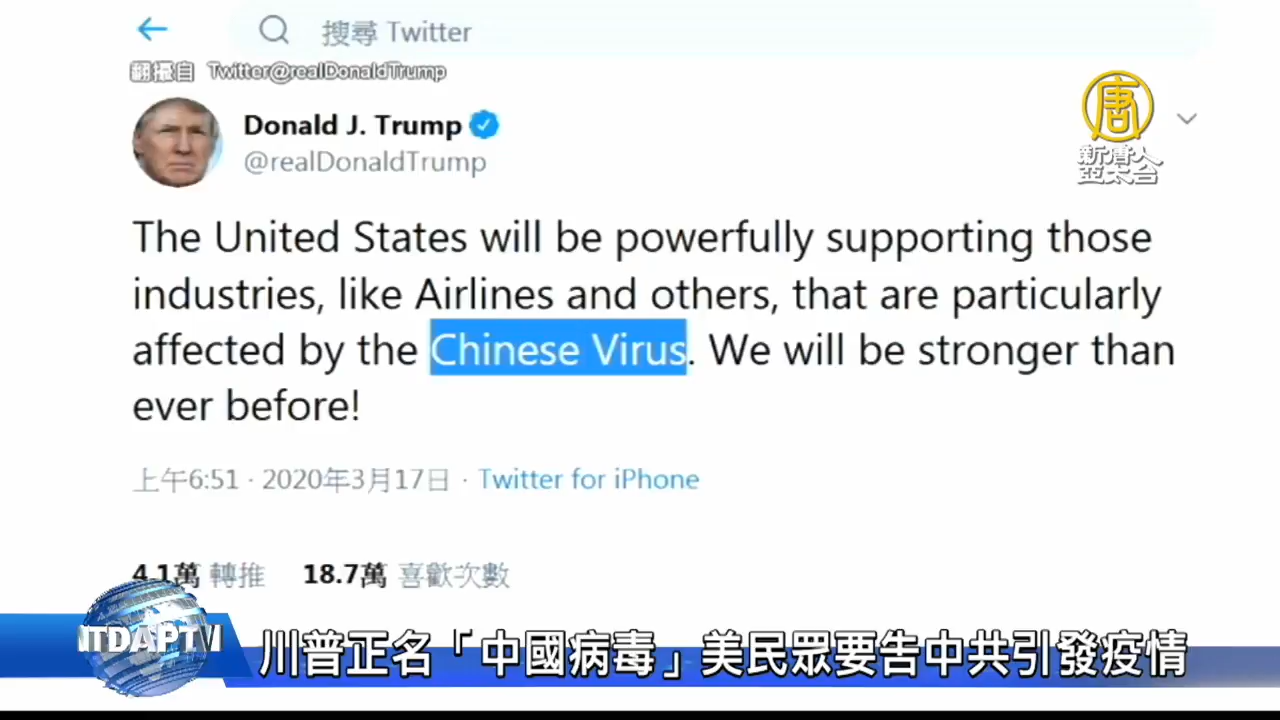 搜尋 Twitter
翻攝自 Twitter@realDonaldTrump
Donald J. Trump
@realDonaldTrump
唐
新唐人
亞太台
The United States will be powerfully supporting those
industries, like Airlines and others, that are particularly
affected by the Chinese Virus. We will be stronger than
ever before!
上午6:51 · 2020年3月17日 · Twitter for iPhone
4.1萬 轉推 18.7萬 喜歡次數
NTDAPTV
川普正名「中國病毒」美民眾要告中共引發疫情